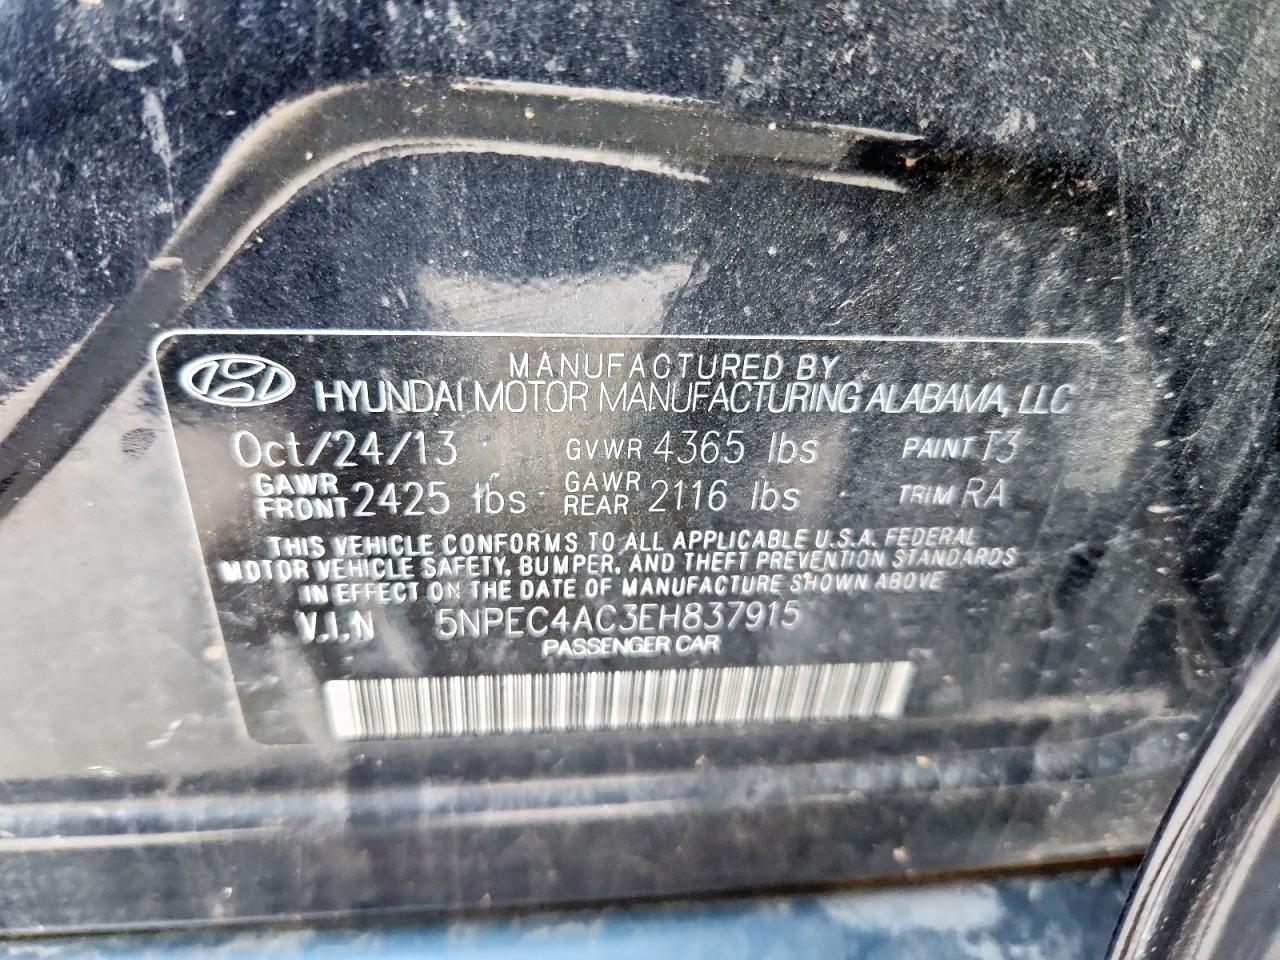 MANUFACTURED BY
HYUNDAI MOTOR MANUFACTURING ALABAMA, LLC
Oct/24/13 GVWR 4365 lbs PAINT T3
GAWR FRONT 2425 lbs GAWR REAR 2116 lbs TRIM RA
THIS VEHICLE CONFORMS TO ALL APPLICABLE U.S.A. FEDERAL
MOTOR VEHICLE SAFETY, BUMPER, AND THEFT PREVENTION STANDARDS
IN EFFECT ON THE DATE OF MANUFACTURE SHOWN ABOVE
V.I.N 5NPEC4AC3EH837915
PASSENGER CAR